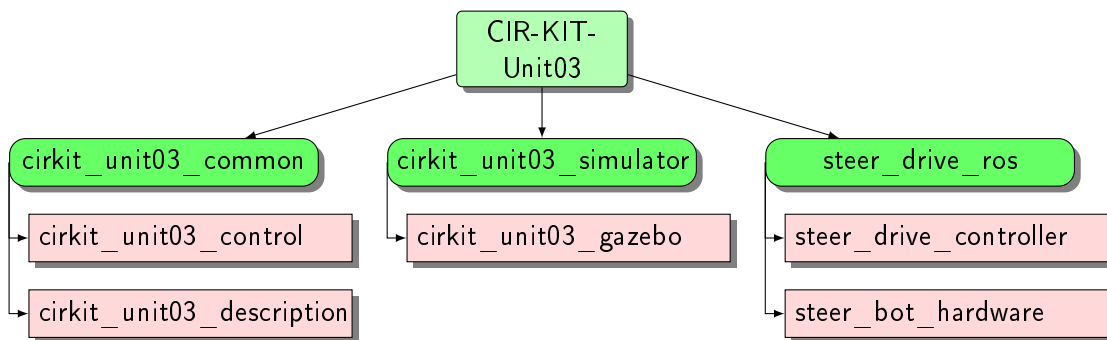 CIR-KIT-
Unit03
cirkit_unit03_common
cirkit_unit03_simulator
steer_drive_ros
cirkit_unit03_control
cirkit_unit03_gazebo
steer_drive_controller
cirkit_unit03_description
steer_bot_hardware